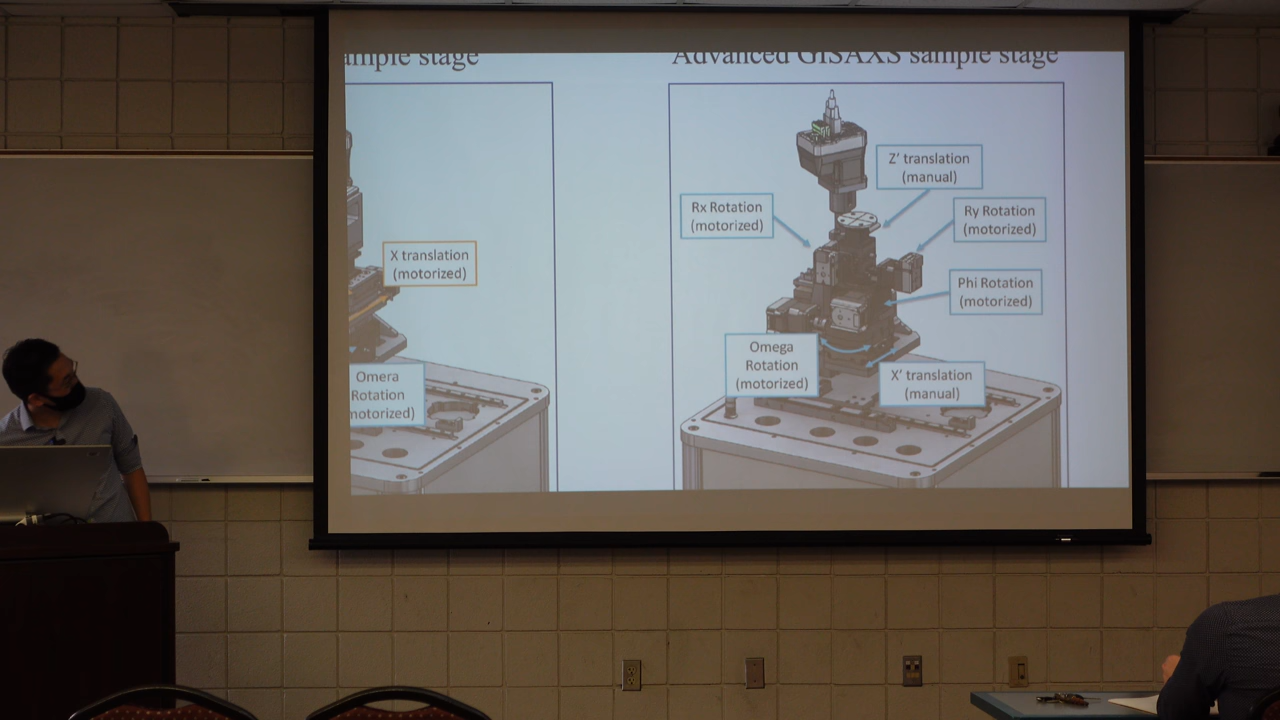 ample stage
X translation
(motorized)
Omera
Rotation
motorized)
Advanced GISAXS sample stage
Z' translation
(manual)
Rx Rotation
(motorized)
Ry Rotation
(motorized)
Phi Rotation
(motorized)
Omega
Rotation
(motorized)
X' translation
(manual)